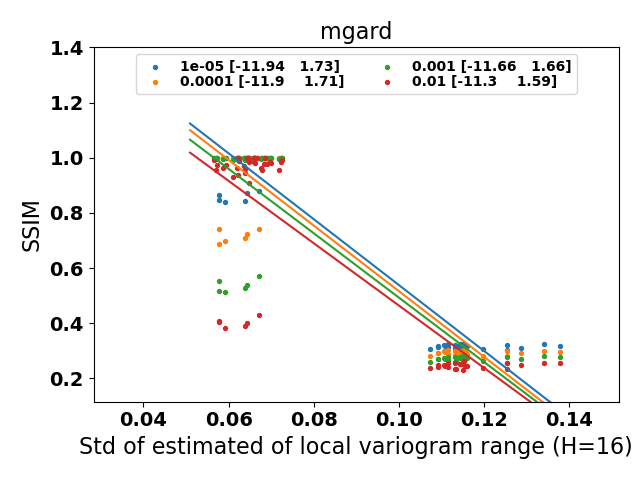 mgard
1e-05 [-11.94 1.73]
0.0001 [-11.9 1.71]
0.001 [-11.66 1.66]
0.01 [-11.3 1.59]
SSIM
1.4
1.2
1.0
0.8
0.6
0.4
0.2
0.04 0.06 0.08 0.10 0.12 0.14
Std of estimated of local variogram range (H=16)